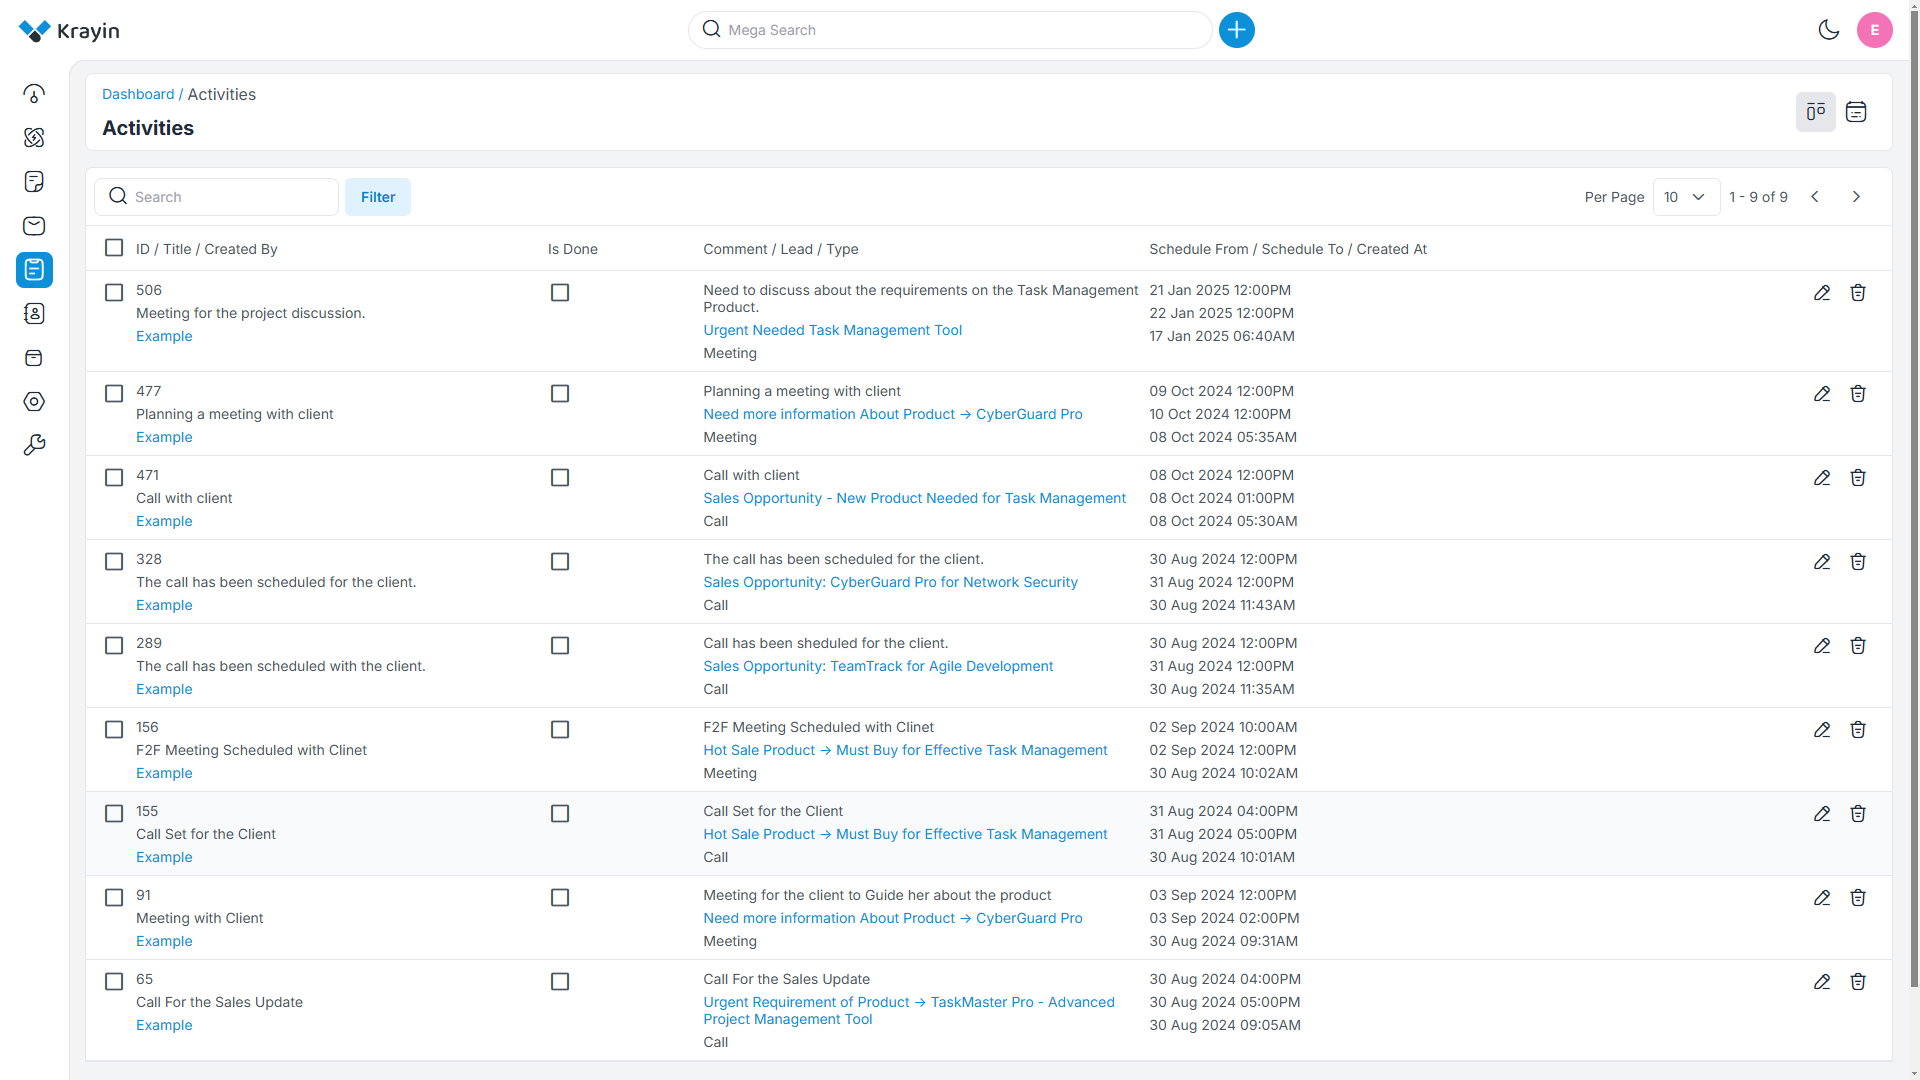 Krayin
Mega Search
E
Dashboard / Activities
Activities
Search
Filter
Per Page
10
1 - 9 of 9
ID / Title / Created By
Is Done
Comment / Lead / Type
Schedule From / Schedule To / Created At
506
Meeting for the project discussion.
Example
Need to discuss about the requirements on the Task Management
Product.
Urgent Needed Task Management Tool
Meeting
21 Jan 2025 12:00PM
22 Jan 2025 12:00PM
17 Jan 2025 06:40AM
477
Planning a meeting with client
Example
Planning a meeting with client
Need more information About Product → CyberGuard Pro
Meeting
09 Oct 2024 12:00PM
10 Oct 2024 12:00PM
08 Oct 2024 05:35AM
471
Call with client
Example
Call with client
Sales Opportunity - New Product Needed for Task Management
Call
08 Oct 2024 12:00PM
08 Oct 2024 01:00PM
08 Oct 2024 05:30AM
328
The call has been scheduled for the client.
Example
The call has been scheduled for the client.
Sales Opportunity: CyberGuard Pro for Network Security
Call
30 Aug 2024 12:00PM
31 Aug 2024 12:00PM
30 Aug 2024 11:43AM
289
The call has been scheduled with the client.
Example
Call has been sheduled for the client.
Sales Opportunity: TeamTrack for Agile Development
Call
30 Aug 2024 12:00PM
31 Aug 2024 12:00PM
30 Aug 2024 11:35AM
156
F2F Meeting Scheduled with Clinet
Example
F2F Meeting Scheduled with Clinet
Hot Sale Product → Must Buy for Effective Task Management
Meeting
02 Sep 2024 10:00AM
02 Sep 2024 12:00PM
30 Aug 2024 10:02AM
155
Call Set for the Client
Example
Call Set for the Client
Hot Sale Product → Must Buy for Effective Task Management
Call
31 Aug 2024 04:00PM
31 Aug 2024 05:00PM
30 Aug 2024 10:01AM
91
Meeting with Client
Example
Meeting for the client to Guide her about the product
Need more information About Product → CyberGuard Pro
Meeting
03 Sep 2024 12:00PM
03 Sep 2024 02:00PM
30 Aug 2024 09:31AM
65
Call For the Sales Update
Example
Call For the Sales Update
Urgent Requirement of Product → TaskMaster Pro - Advanced
Project Management Tool
Call
30 Aug 2024 04:00PM
30 Aug 2024 05:00PM
30 Aug 2024 09:05AM